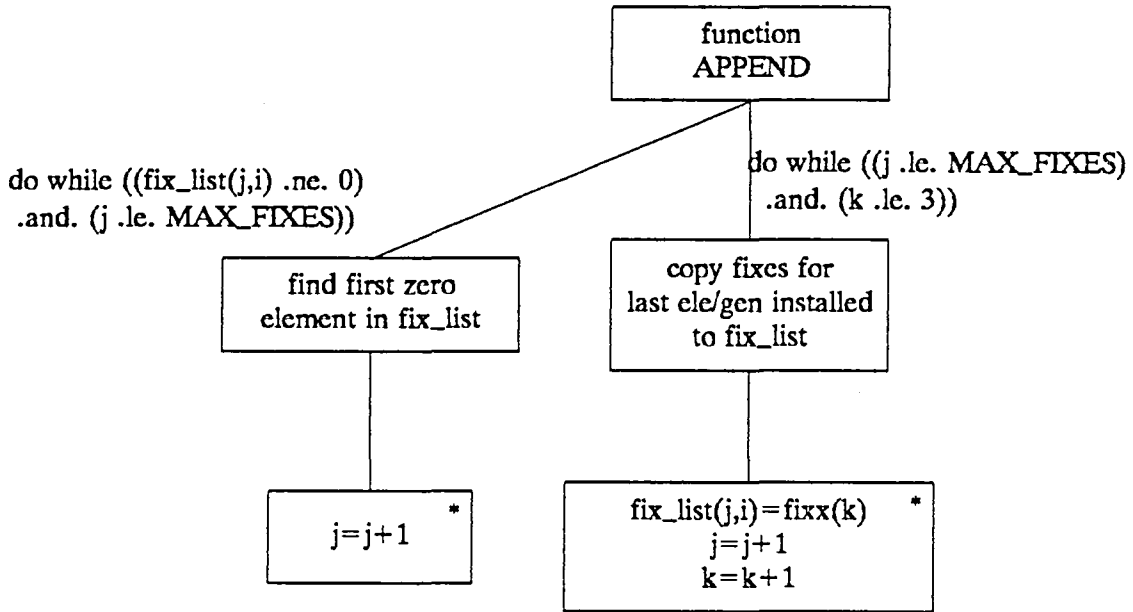 function
APPEND
do while ((fix_list(j,i) .ne. 0)
.and. (j .le. MAX_FIXES))
do while ((j .le. MAX_FIXES)
.and. (k .le. 3))
find first zero
element in fix_list
copy fixes for
last ele/gen installed
to fix_list
*
j=j+1
fix_list(j,i)=fixx(k) *
j=j+1
k=k+1